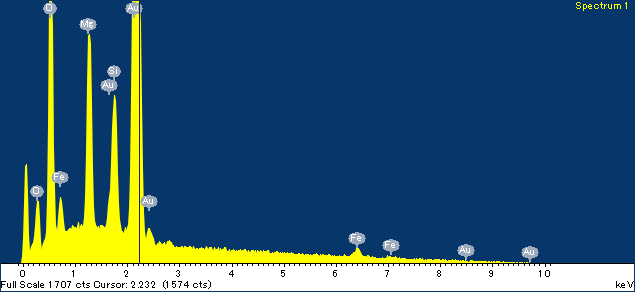 Spectrum 1
O Au
Mg
Si
Au
Fe
C
Au
Fe
Fe
Au
Au
0 1 2 3 4 5 6 7 8 9 10
Full Scale 1707 cts Cursor: 2.232 (1574 cts) keV